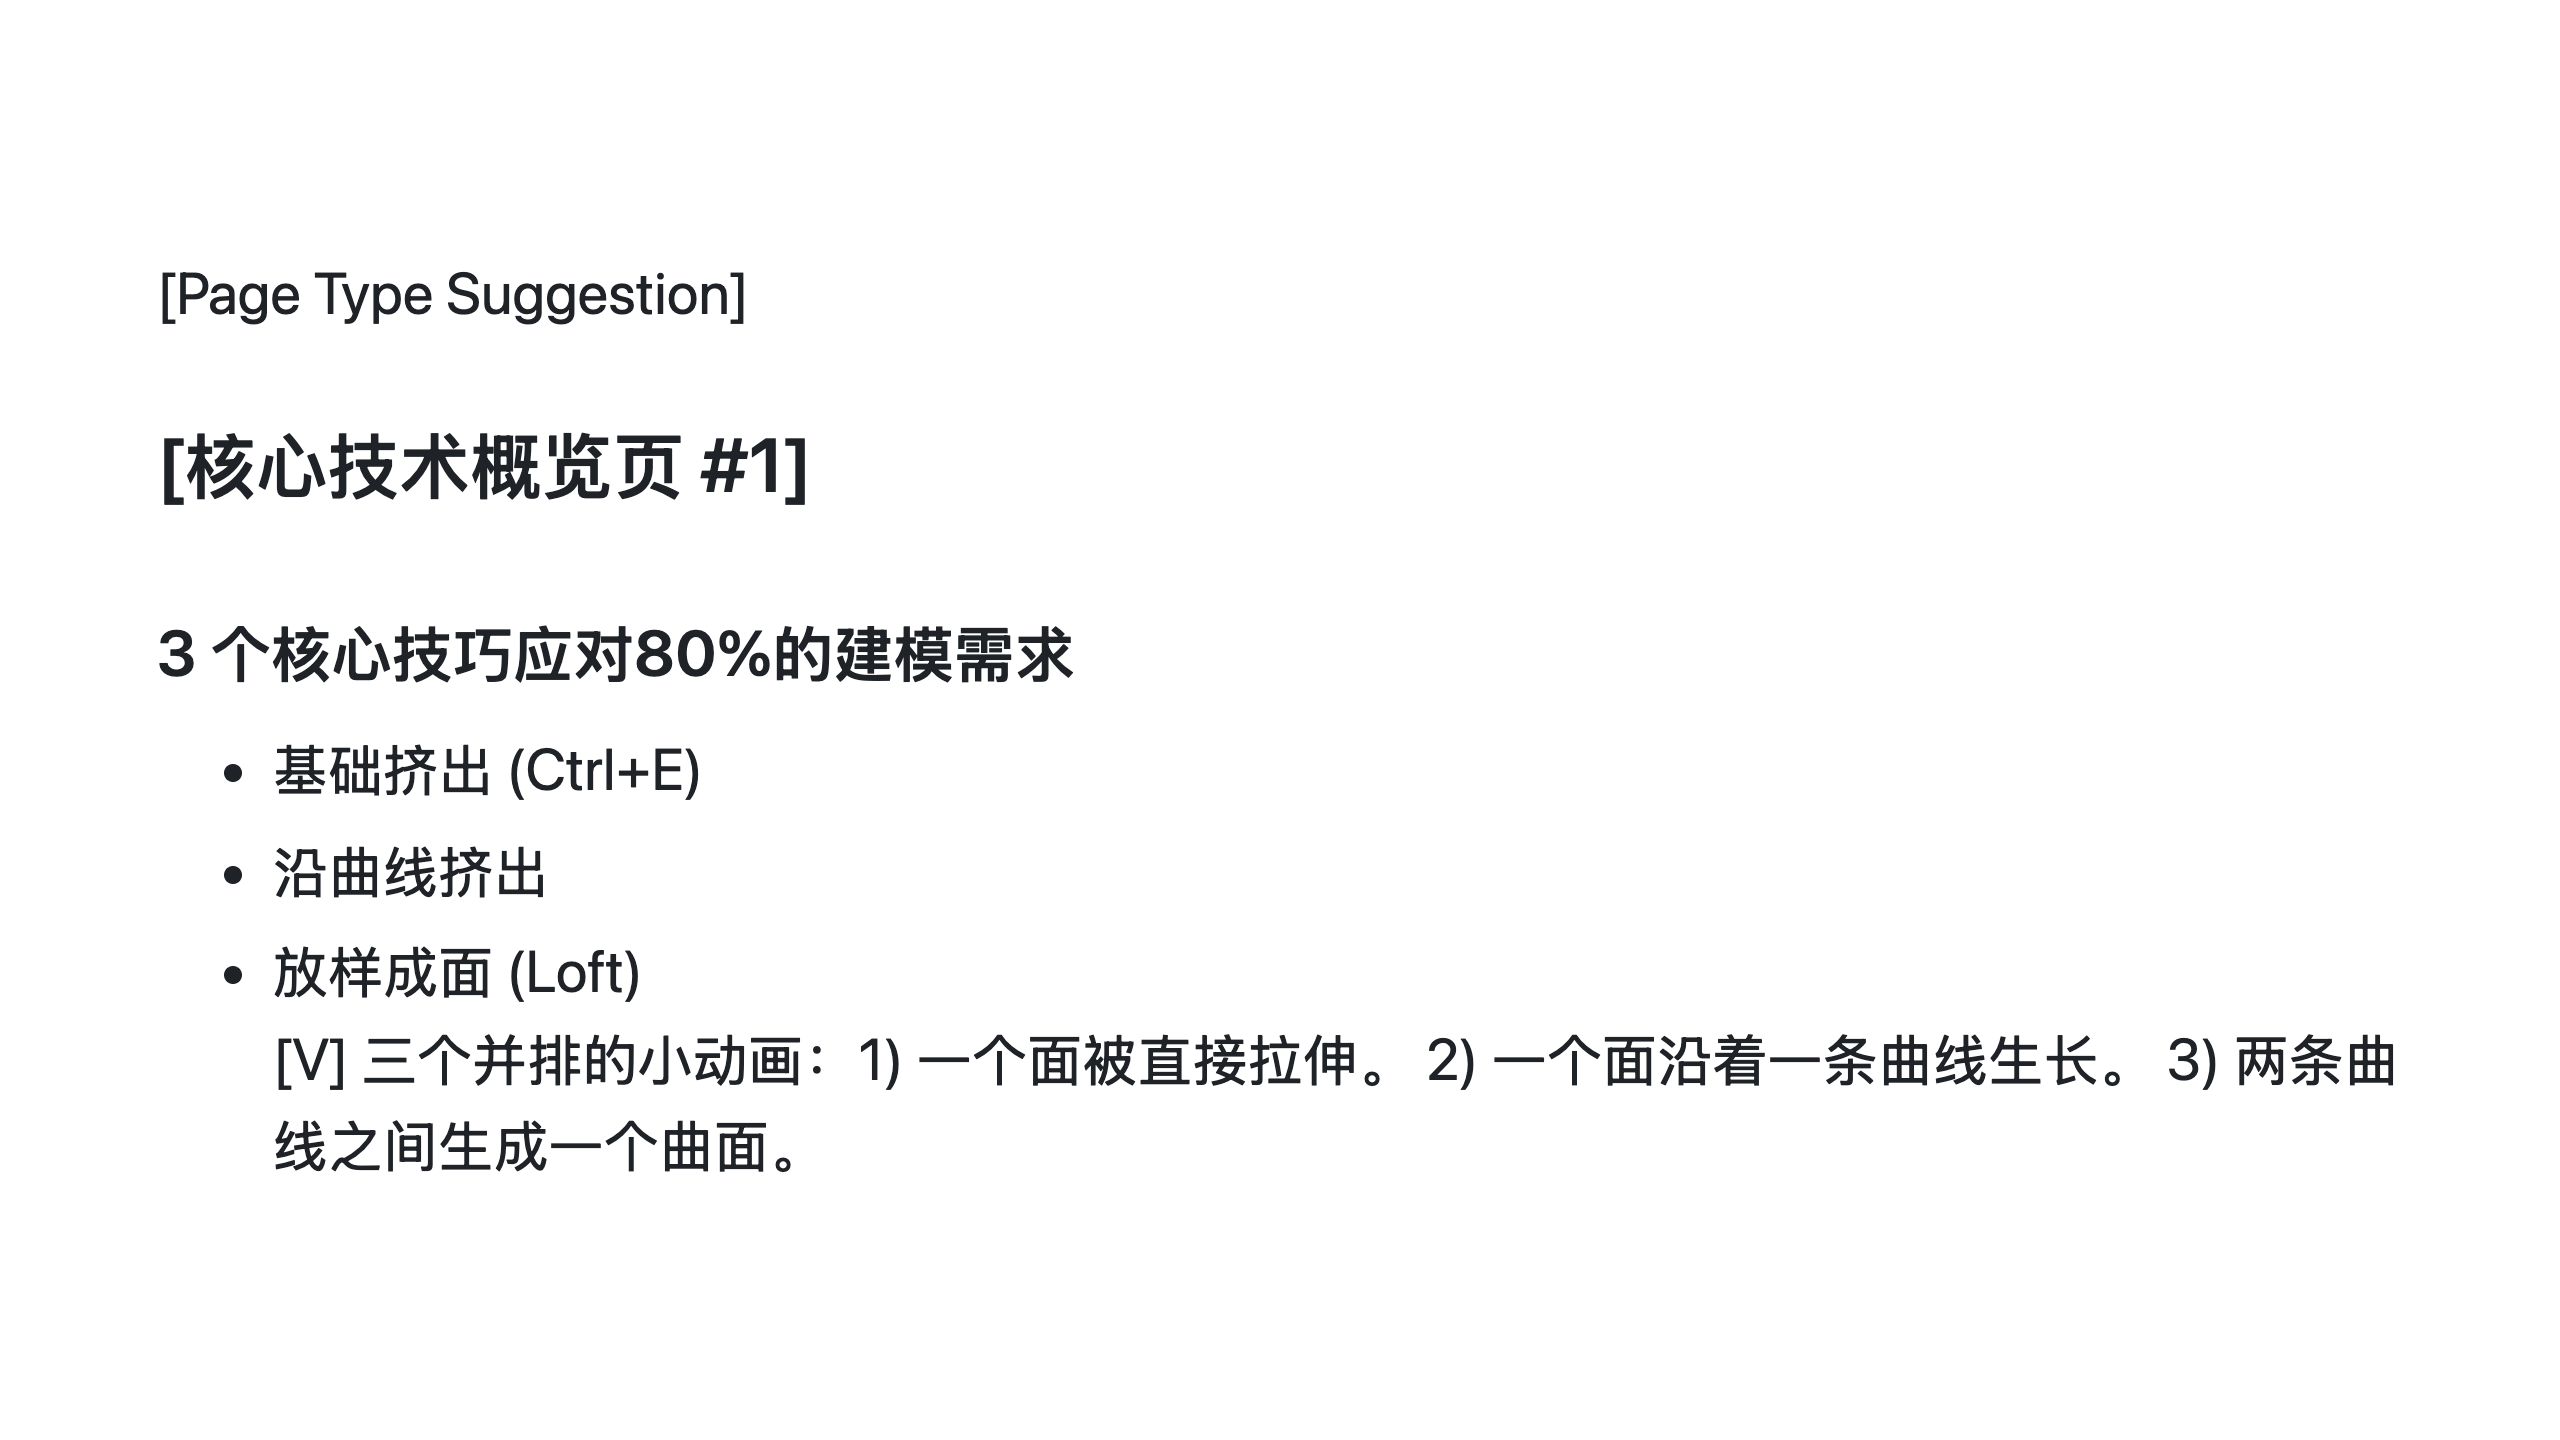 [Page Type Suggestion]
[核心技术概览页 #1]
3 个核心技巧应对80%的建模需求
• 基础挤出 (Ctrl+E)
• 沿曲线挤出
• 放样成面 (Loft)
[V] 三个并排的小动画：1) 一个面被直接拉伸。 2) 一个面沿着一条曲线生长。 3) 两条曲
线之间生成一个曲面。